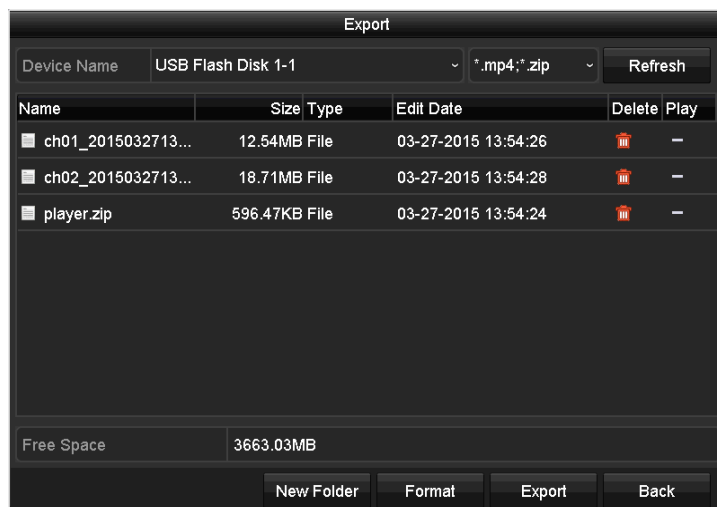 Export
Device Name USB Flash Disk 1-1 *.mp4;*.zip Refresh
Name Size Type Edit Date Delete Play
ch01_2015032713... 12.54MB File 03-27-2015 13:54:26 –
ch02_2015032713... 18.71MB File 03-27-2015 13:54:28 –
player.zip 596.47KB File 03-27-2015 13:54:24 –
Free Space 3663.03MB
New Folder Format Export Back